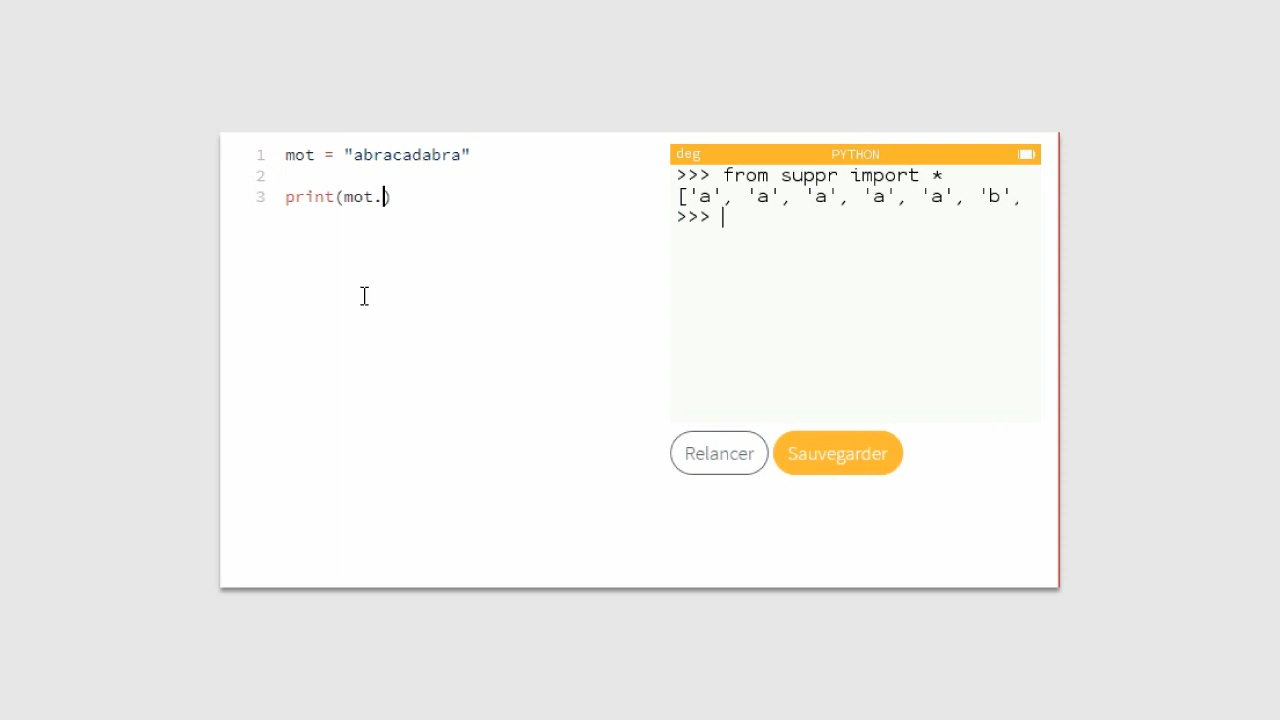 1 mot = "abracadabra"
2
3 print(mot.)
deg PYTHON
>>> from suppr import *
['a', 'a', 'a', 'a', 'a', 'b',
>>>
Relancer Sauvegarder